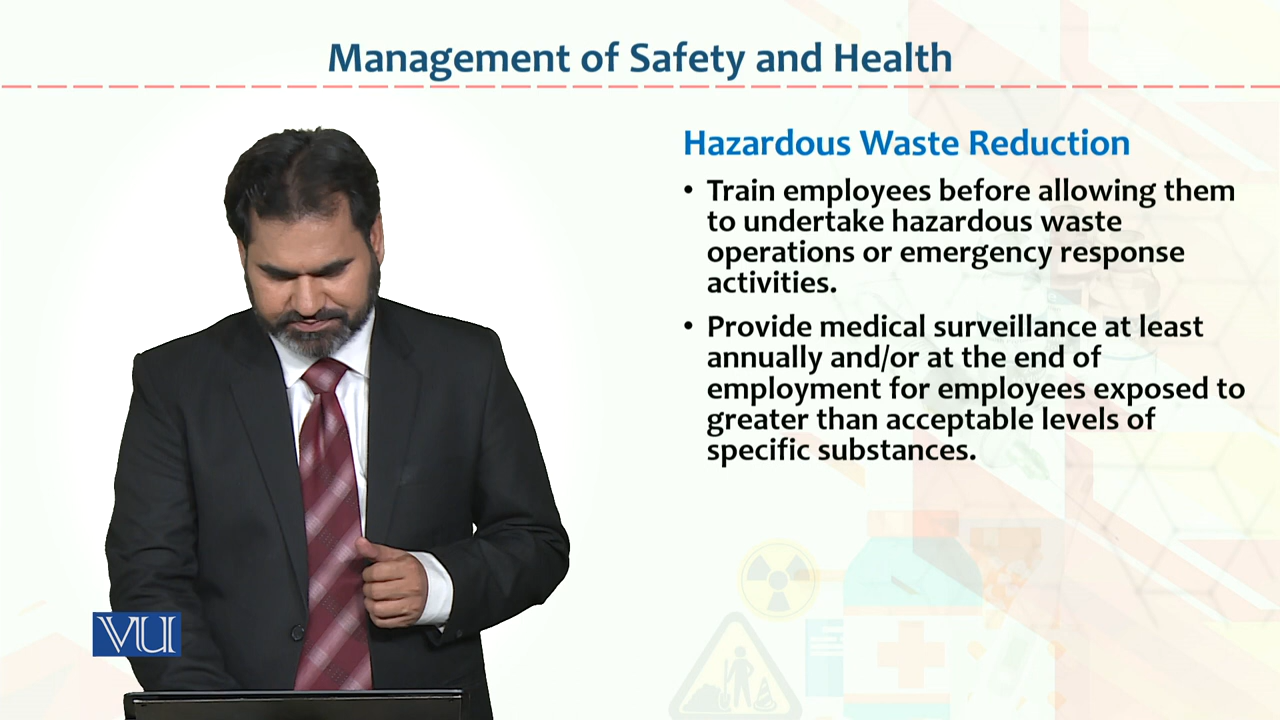 Management of Safety and Health
Hazardous Waste Reduction
• Train employees before allowing them
to undertake hazardous waste
operations or emergency response
activities.
• Provide medical surveillance at least
annually and/or at the end of
employment for employees exposed to
greater than acceptable levels of
specific substances.
VU